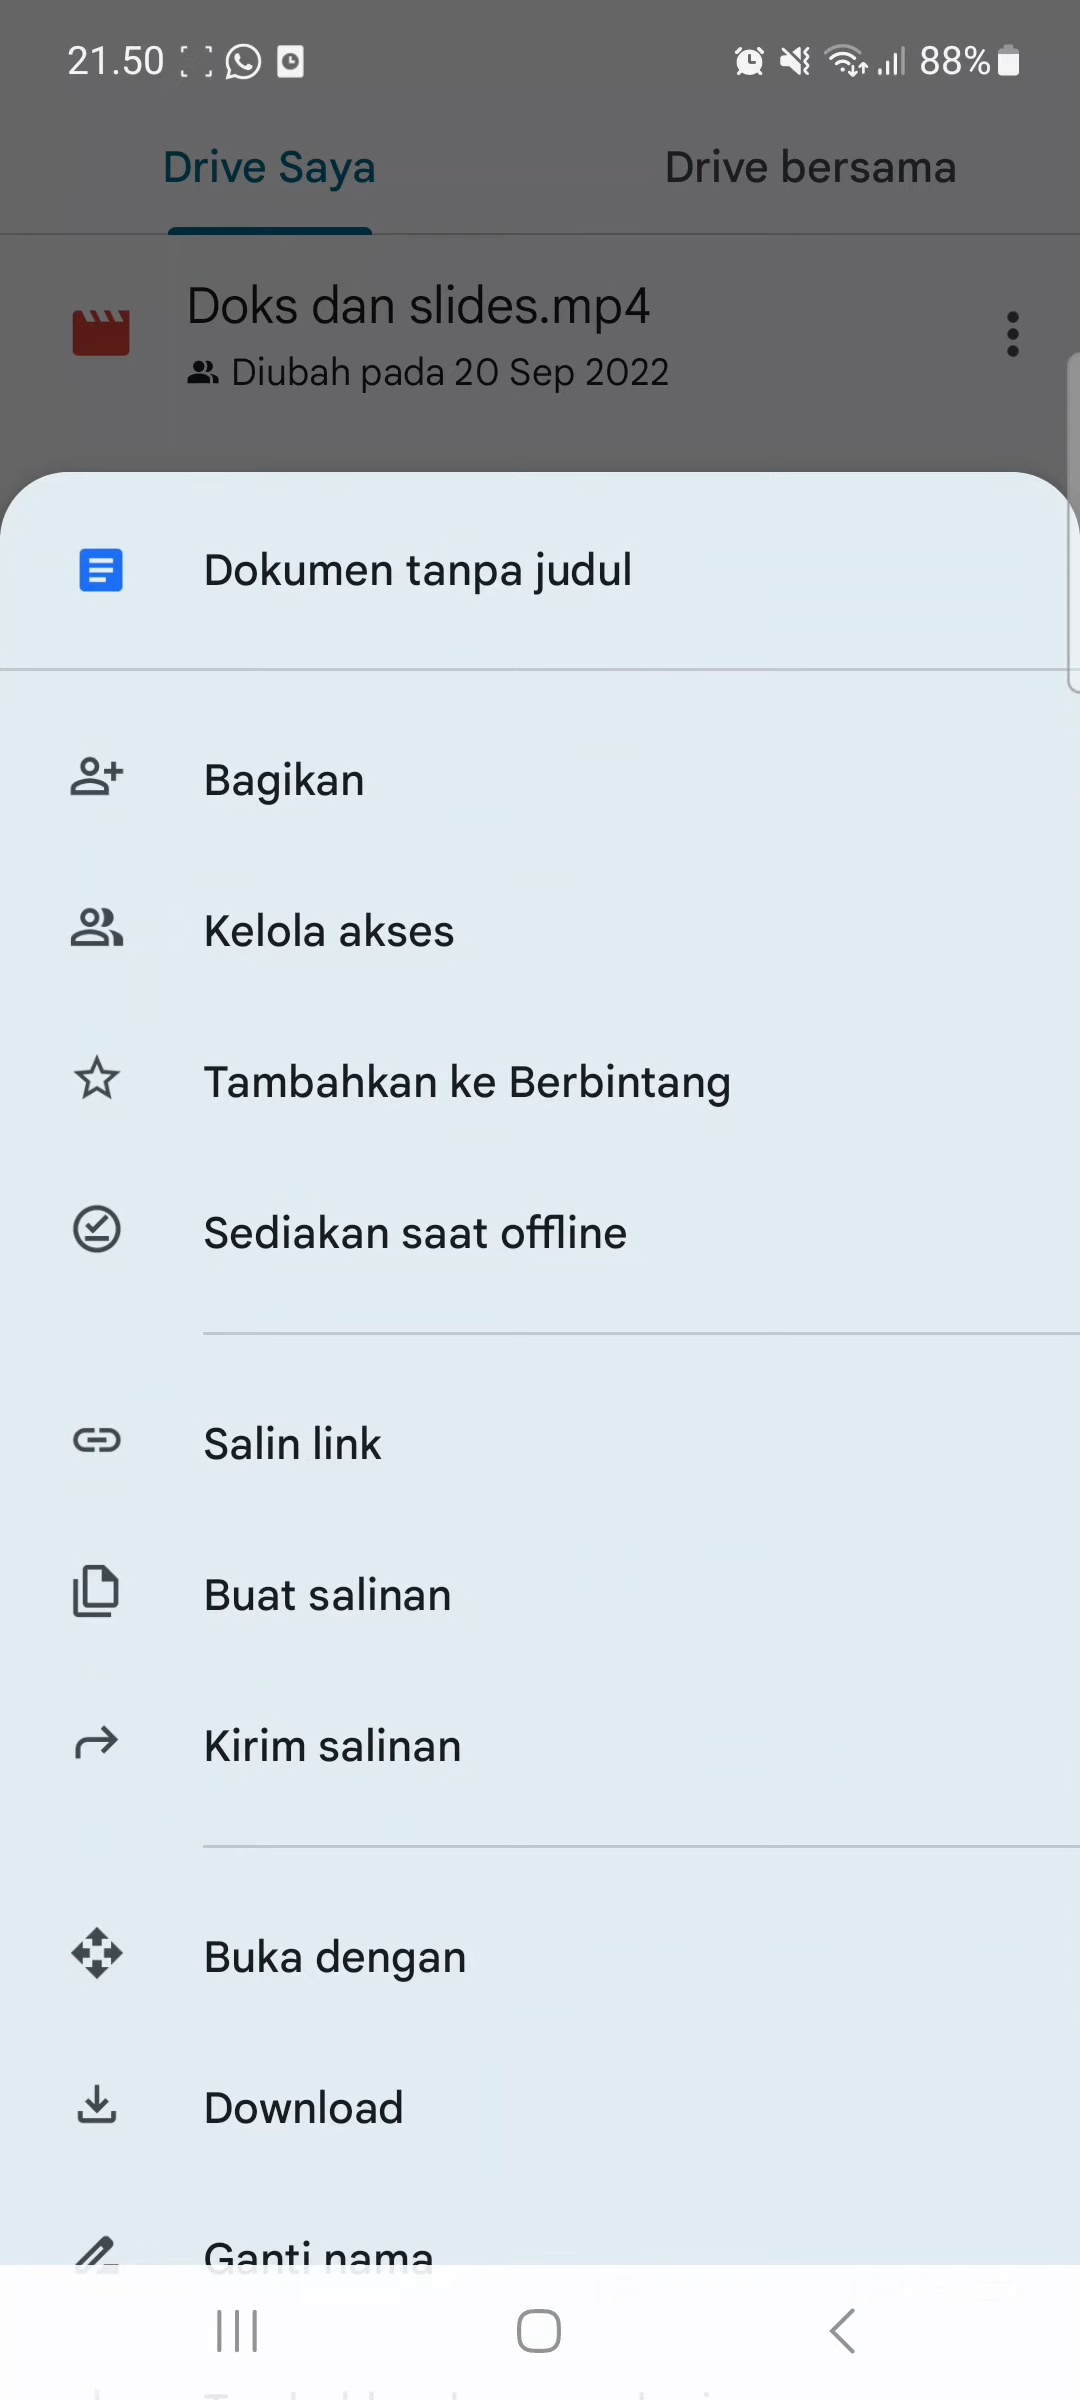 21.50
88%
Drive Saya
Drive bersama
Doks dan slides.mp4
Diubah pada 20 Sep 2022
Dokumen tanpa judul
Bagikan
Kelola akses
Tambahkan ke Berbintang
Sediakan saat offline
Salin link
Buat salinan
Kirim salinan
Buka dengan
Download
Ganti nama